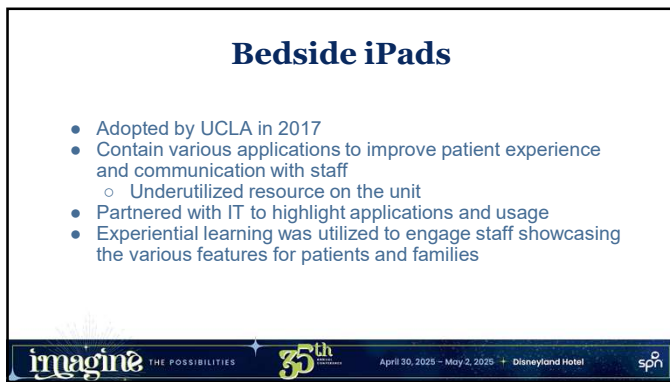 Bedside iPads
● Adopted by UCLA in 2017
● Contain various applications to improve patient experience
and communication with staff
○ Underutilized resource on the unit
● Partnered with IT to highlight applications and usage
● Experiential learning was utilized to engage staff showcasing
the various features for patients and families
imagine THE POSSIBILITIES 35th ANNUAL CONFERENCE April 30, 2025 – May 2, 2025 + Disneyland Hotel spn